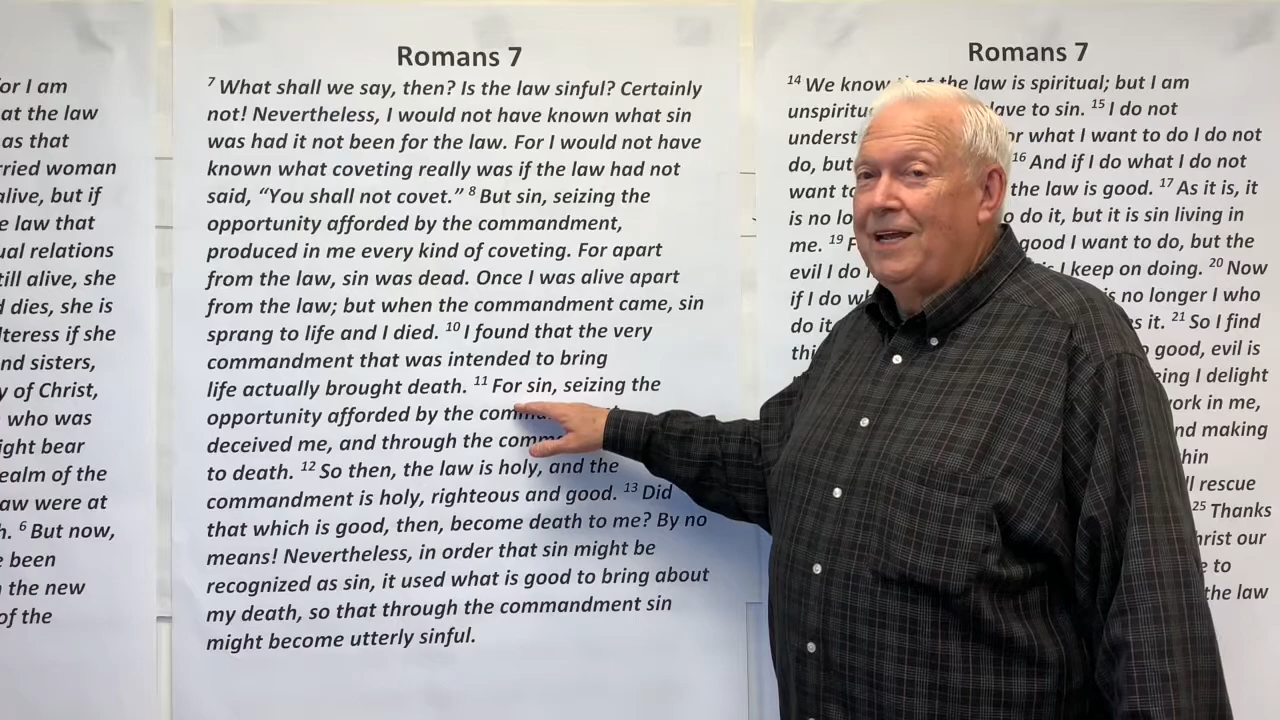 or I am
at the law
as that
rried woman
alive, but if
e law that
ual relations
till alive, she
d dies, she is
lteress if she
nd sisters,
y of Christ,
who was
ight bear
ealm of the
aw were at
h. 6 But now,
e been
n the new
of the
Romans 7
7 What shall we say, then? Is the law sinful? Certainly
not! Nevertheless, I would not have known what sin
was had it not been for the law. For I would not have
known what coveting really was if the law had not
said, “You shall not covet.” 8 But sin, seizing the
opportunity afforded by the commandment,
produced in me every kind of coveting. For apart
from the law, sin was dead. Once I was alive apart
from the law; but when the commandment came, sin
sprang to life and I died. 10 I found that the very
commandment that was intended to bring
life actually brought death. 11 For sin, seizing the
opportunity afforded by the
deceived me, and through the
to death. 12 So then, the law is holy, and the
commandment is holy, righteous and good. 13 Did
that which is good, then, become death to me? By no
means! Nevertheless, in order that sin might be
recognized as sin, it used what is good to bring about
my death, so that through the commandment sin
might become utterly sinful.
Romans 7
14 We know that the law is spiritual; but I am
unspiritu lave to sin. 15 I do not
underst or what I want to do I do not
do, but 16 And if I do what I do not
want to the law is good. 17 As it is, it
is no lo o do it, but it is sin living in
me. 19 F good I want to do, but the
evil I do I keep on doing. 20 Now
if I do wh is no longer I who
do it es it. 21 So I find
thi good, evil is
eing I delight
work in me,
nd making
hin
ll rescue
25 Thanks
hrist our
e to
the law